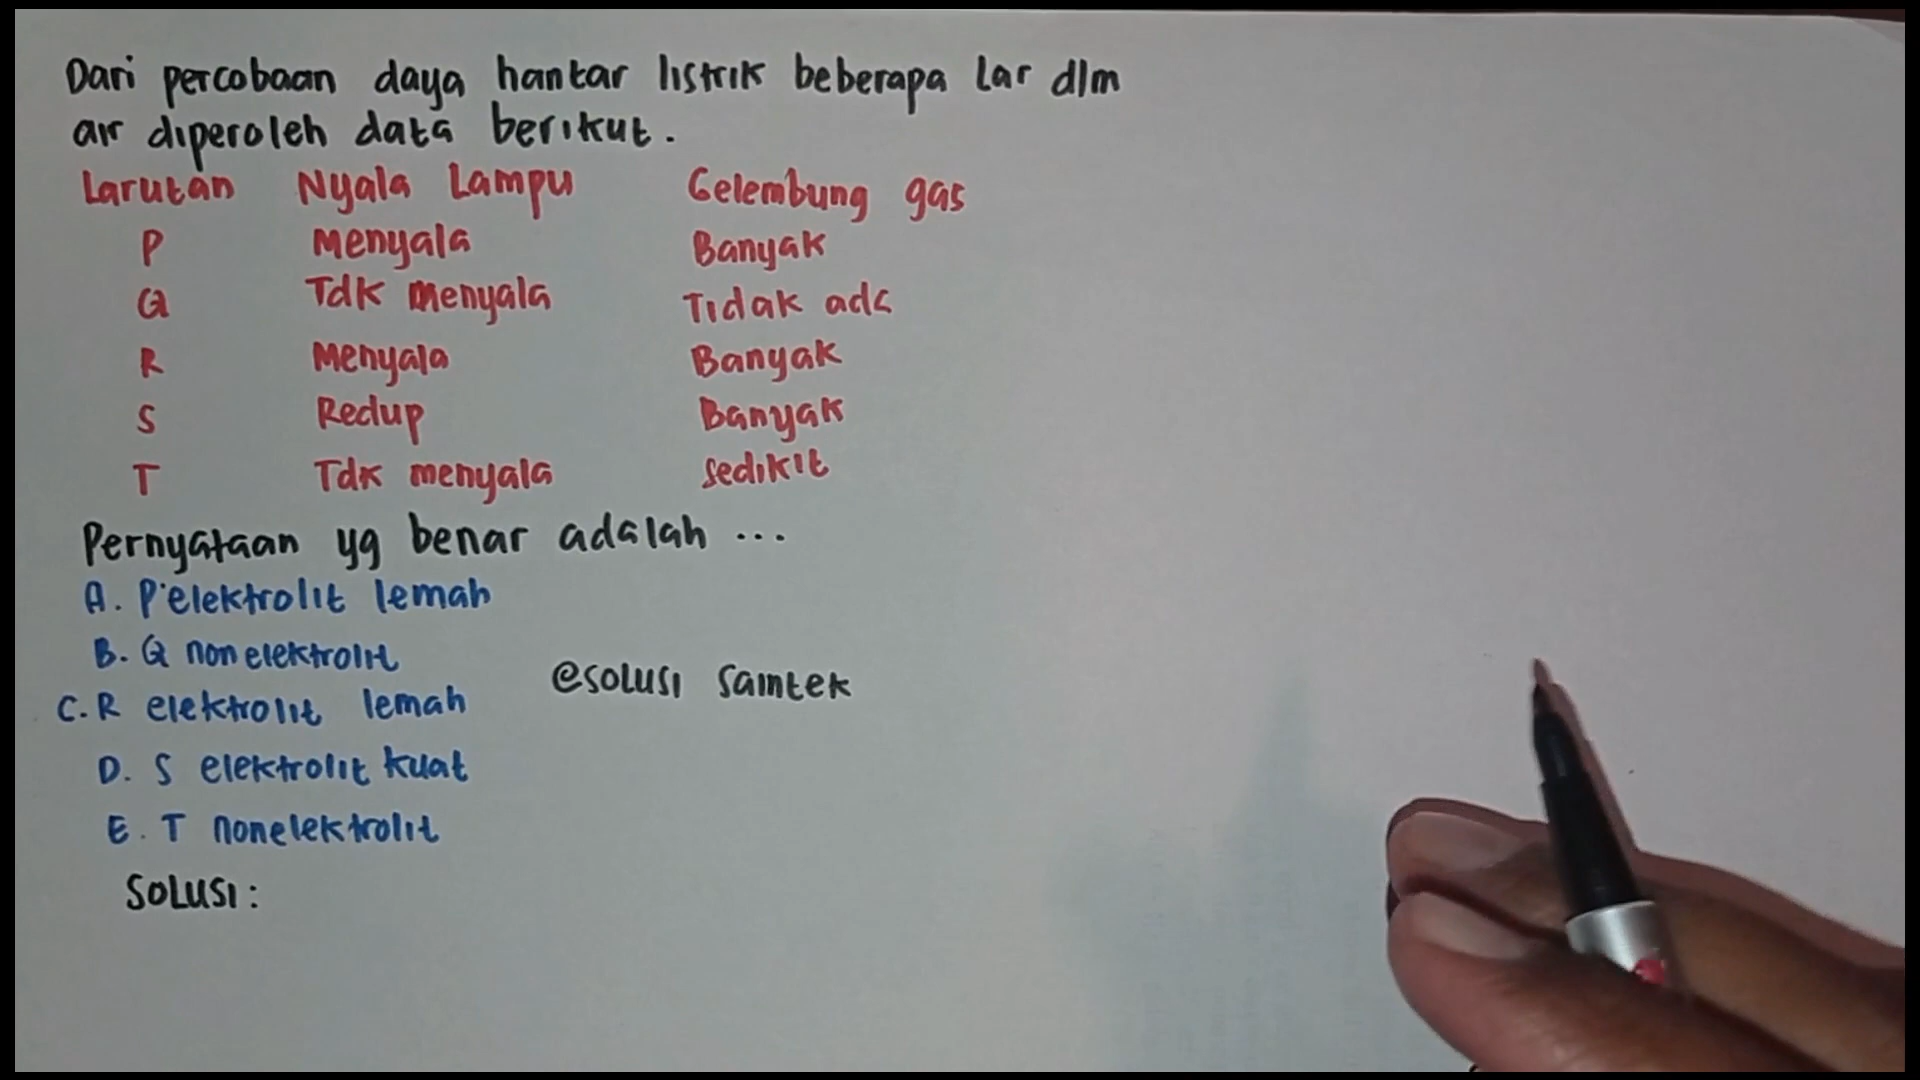 Dari percobaan daya hantar listrik beberapa Lar dlm
air diperoleh data berikut.
Larutan Nyala Lampu Gelembung gas
P Menyala Banyak
Q Tdk menyala Tidak ada
R Menyala Banyak
S Redup Banyak
T Tdk menyala sedikit
Pernyataan yg benar adalah ...
A. P elektrolit lemah
B. Q nonelektrolit
C. R elektrolit lemah
D. S elektrolit kuat
@solusi saintek
E. T nonelektrolit
SOLUSI: